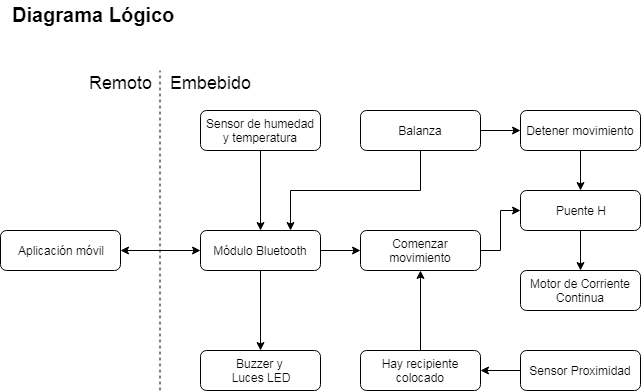 Diagrama Lógico
Remoto
Embebido
Sensor de humedad
y temperatura
Balanza
Detener movimiento
Puente H
Aplicación móvil
Módulo Bluetooth
Comenzar
movimiento
Motor de Corriente
Continua
Buzzer y
Luces LED
Hay recipiente
colocado
Sensor Proximidad